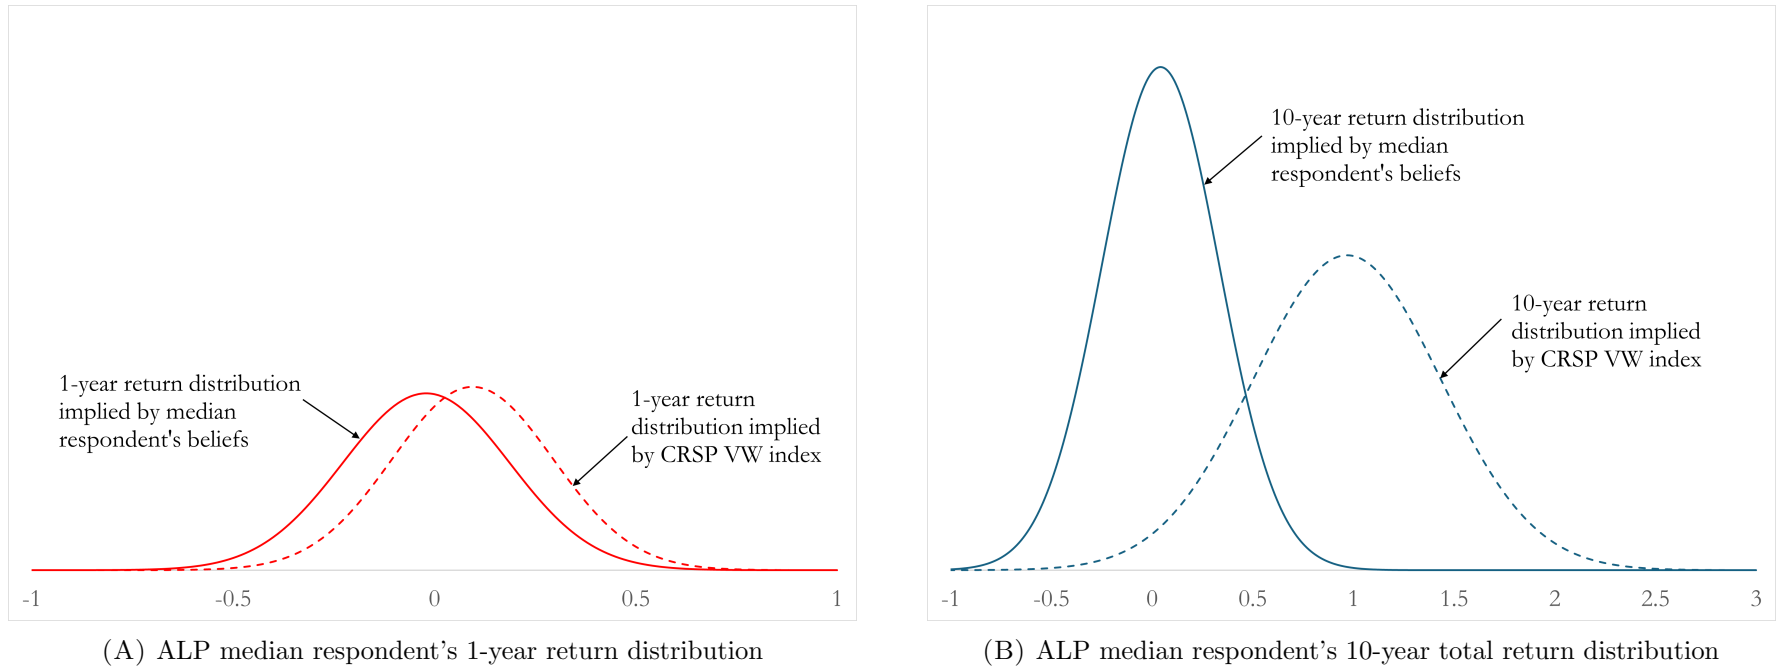 1-year return distribution
implied by median
respondent's beliefs
1-year return
distribution implied
by CRSP VW index
-1 -0.5 0 0.5 1
(A) ALP median respondent's 1-year return distribution
10-year return distribution
implied by median
respondent's beliefs
10-year return
distribution implied
by CRSP VW index
-1 -0.5 0 0.5 1 1.5 2 2.5 3
(B) ALP median respondent's 10-year total return distribution